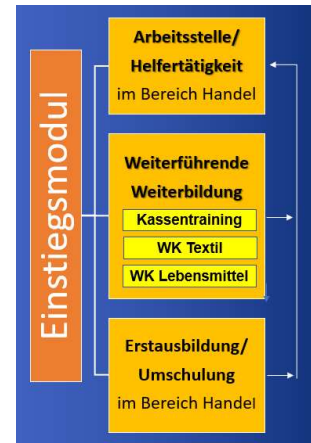 Einstiegsmodul
Arbeitsstelle/
Helfertätigkeit
im Bereich Handel
Weiterführende
Weiterbildung
Kassentraining
WK Textil
WK Lebensmittel
Erstausbildung/
Umschulung
im Bereich Handel